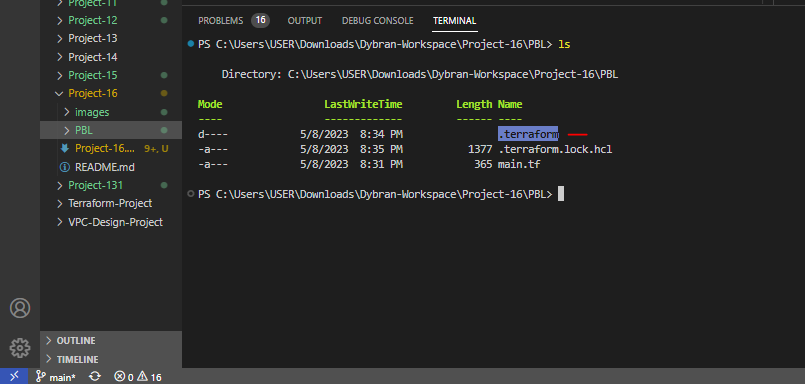 Project-11
Project-12
Project-13
Project-14
Project-15
Project-16
images
PBL
Project-16.... 9+, U
README.md
Project-131
Terraform-Project
VPC-Design-Project
OUTLINE
TIMELINE
PROBLEMS 16 OUTPUT DEBUG CONSOLE TERMINAL
PS C:\Users\USER\Downloads\Dybran-Workspace\Project-16\PBL> ls
Directory: C:\Users\USER\Downloads\Dybran-Workspace\Project-16\PBL
Mode LastWriteTime Length Name
---- ------------- ------ ----
d---- 5/8/2023 8:34 PM .terraform
-a--- 5/8/2023 8:35 PM 1377 .terraform.lock.hcl
-a--- 5/8/2023 8:31 PM 365 main.tf
PS C:\Users\USER\Downloads\Dybran-Workspace\Project-16\PBL>
main* 0 16